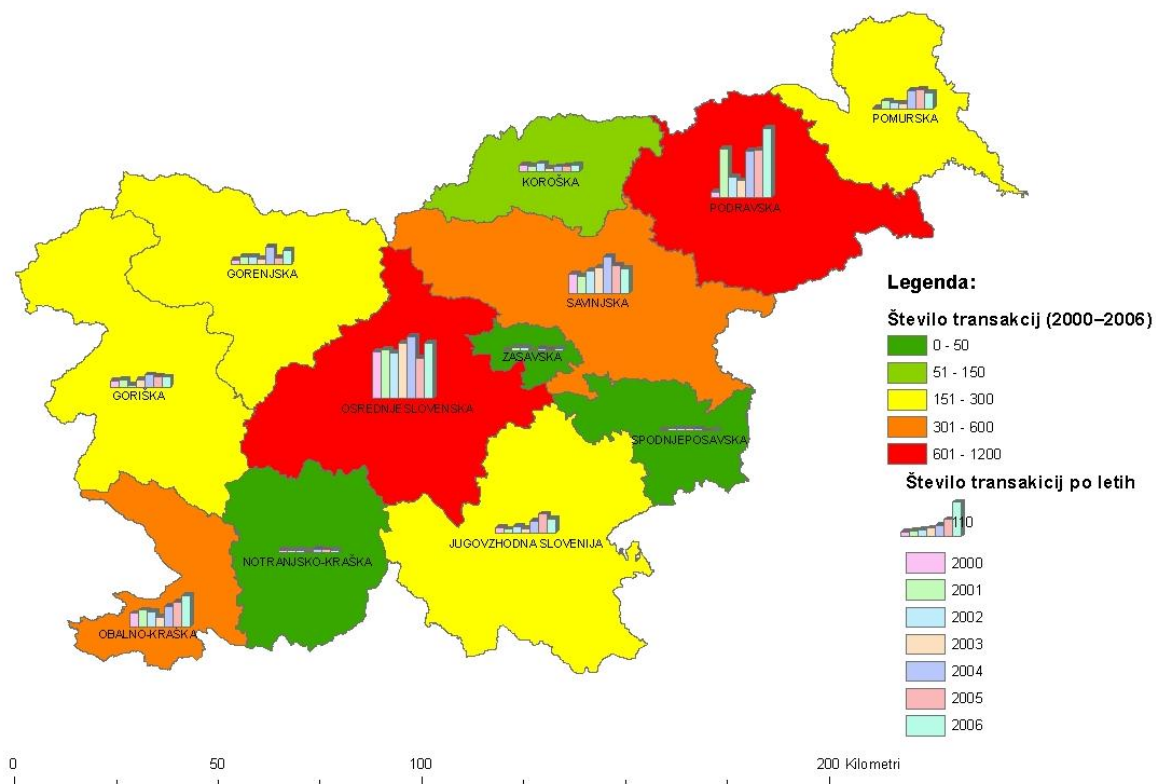 POMURSKA
KOROŠKA
PODRAVSKA
GORENJSKA
SAVINJSKA
ZASAVSKA
GORIŠKA
OSREDNJESLOVENSKA
SPODNJEPOSAVSKA
JUGOVZHODNA SLOVENIJA
NOTRANJSKO-KRAŠKA
OBALNO-KRAŠKA
Legenda:
Število transakcij (2000–2006)
0 - 50
51 - 150
151 - 300
301 - 600
601 - 1200
Število transakicij po letih
110
2000
2001
2002
2003
2004
2005
2006
0 50 100 200 Kilometri